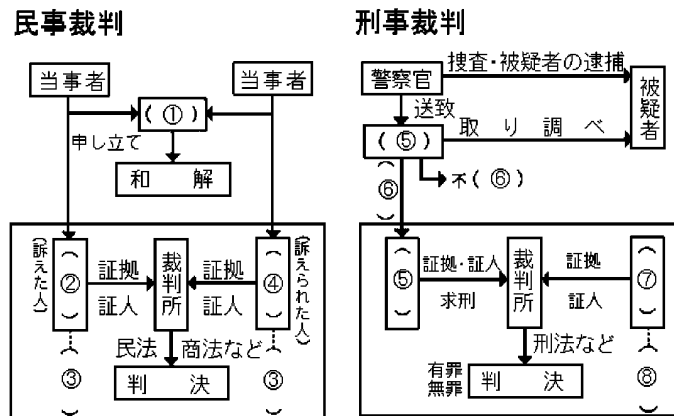 民事裁判
当事者
当事者
(①)
申し立て
和 解
(訴えた人)
(②)
証拠
証人
裁判所
証拠
証人
(④)
(訴えられた人)
民法
商法など
(③)
判 決
(③)
刑事裁判
警察官
捜査・被疑者の逮捕
被疑者
送致
(⑤)
取り調べ
(⑥)
不(⑥)
(⑤)
証拠・証人
求刑
裁判所
証拠
証人
(⑦)
刑法など
有罪
無罪
判 決
(⑧)